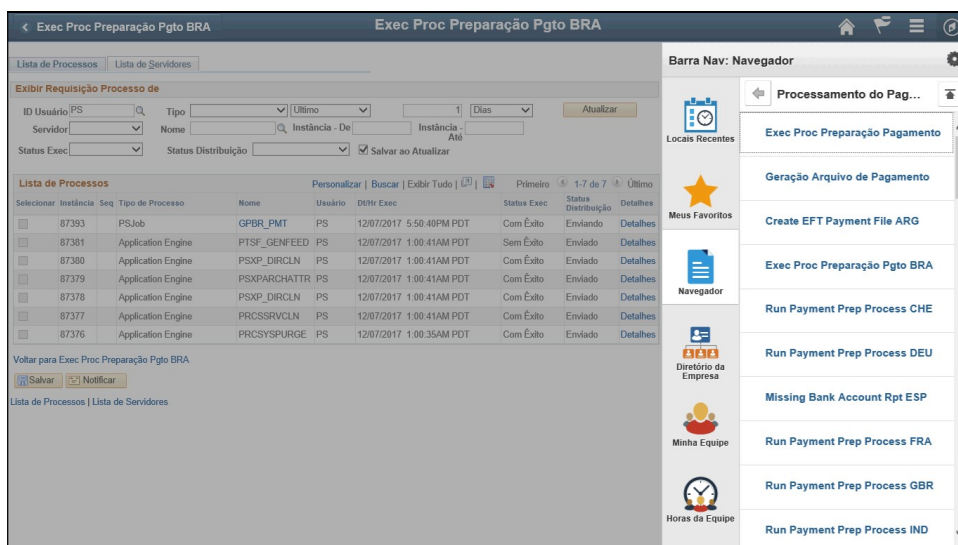 Exec Proc Preparação Pgto BRA
Exec Proc Preparação Pgto BRA
Lista de Processos Lista de Servidores
Exibir Requisição Processo de
ID Usuário PS Tipo Último 1 Dias Atualizar
Servidor Nome Instância - De Instância - Até
Status Exec Status Distribuição Salvar ao Atualizar
Lista de Processos Personalizar | Buscar | Exibir Tudo | | Primeiro 1-7 de 7 Último
Selecionar Instância Seq Tipo de Processo Nome Usuário Dt/Hr Exec Status Exec Status Distribuição Detalhes
87393 PSJob GPBR_PMT PS 12/07/2017 5:50:40PM PDT Com Êxito Enviando Detalhes
87381 Application Engine PTSF_GENFEED PS 12/07/2017 1:00:41AM PDT Sem Êxito Enviado Detalhes
87380 Application Engine PSXP_DIRCLN PS 12/07/2017 1:00:41AM PDT Com Êxito Enviado Detalhes
87379 Application Engine PSXPARCHATTR PS 12/07/2017 1:00:41AM PDT Com Êxito Enviado Detalhes
87378 Application Engine PSXP_DIRCLN PS 12/07/2017 1:00:41AM PDT Com Êxito Enviado Detalhes
87377 Application Engine PRCSSRVCLN PS 12/07/2017 1:00:41AM PDT Com Êxito Enviado Detalhes
87376 Application Engine PRCSYSPURGE PS 12/07/2017 1:00:35AM PDT Com Êxito Enviado Detalhes
Voltar para Exec Proc Preparação Pgto BRA
Salvar Notificar
Lista de Processos | Lista de Servidores
Barra Nav: Navegador
Locais Recentes
Meus Favoritos
Navegador
Diretório da
Empresa
Minha Equipe
Horas da Equipe
Processamento do Pag...
Exec Proc Preparação Pagamento
Geração Arquivo de Pagamento
Create EFT Payment File ARG
Exec Proc Preparação Pgto BRA
Run Payment Prep Process CHE
Run Payment Prep Process DEU
Missing Bank Account Rpt ESP
Run Payment Prep Process FRA
Run Payment Prep Process GBR
Run Payment Prep Process IND